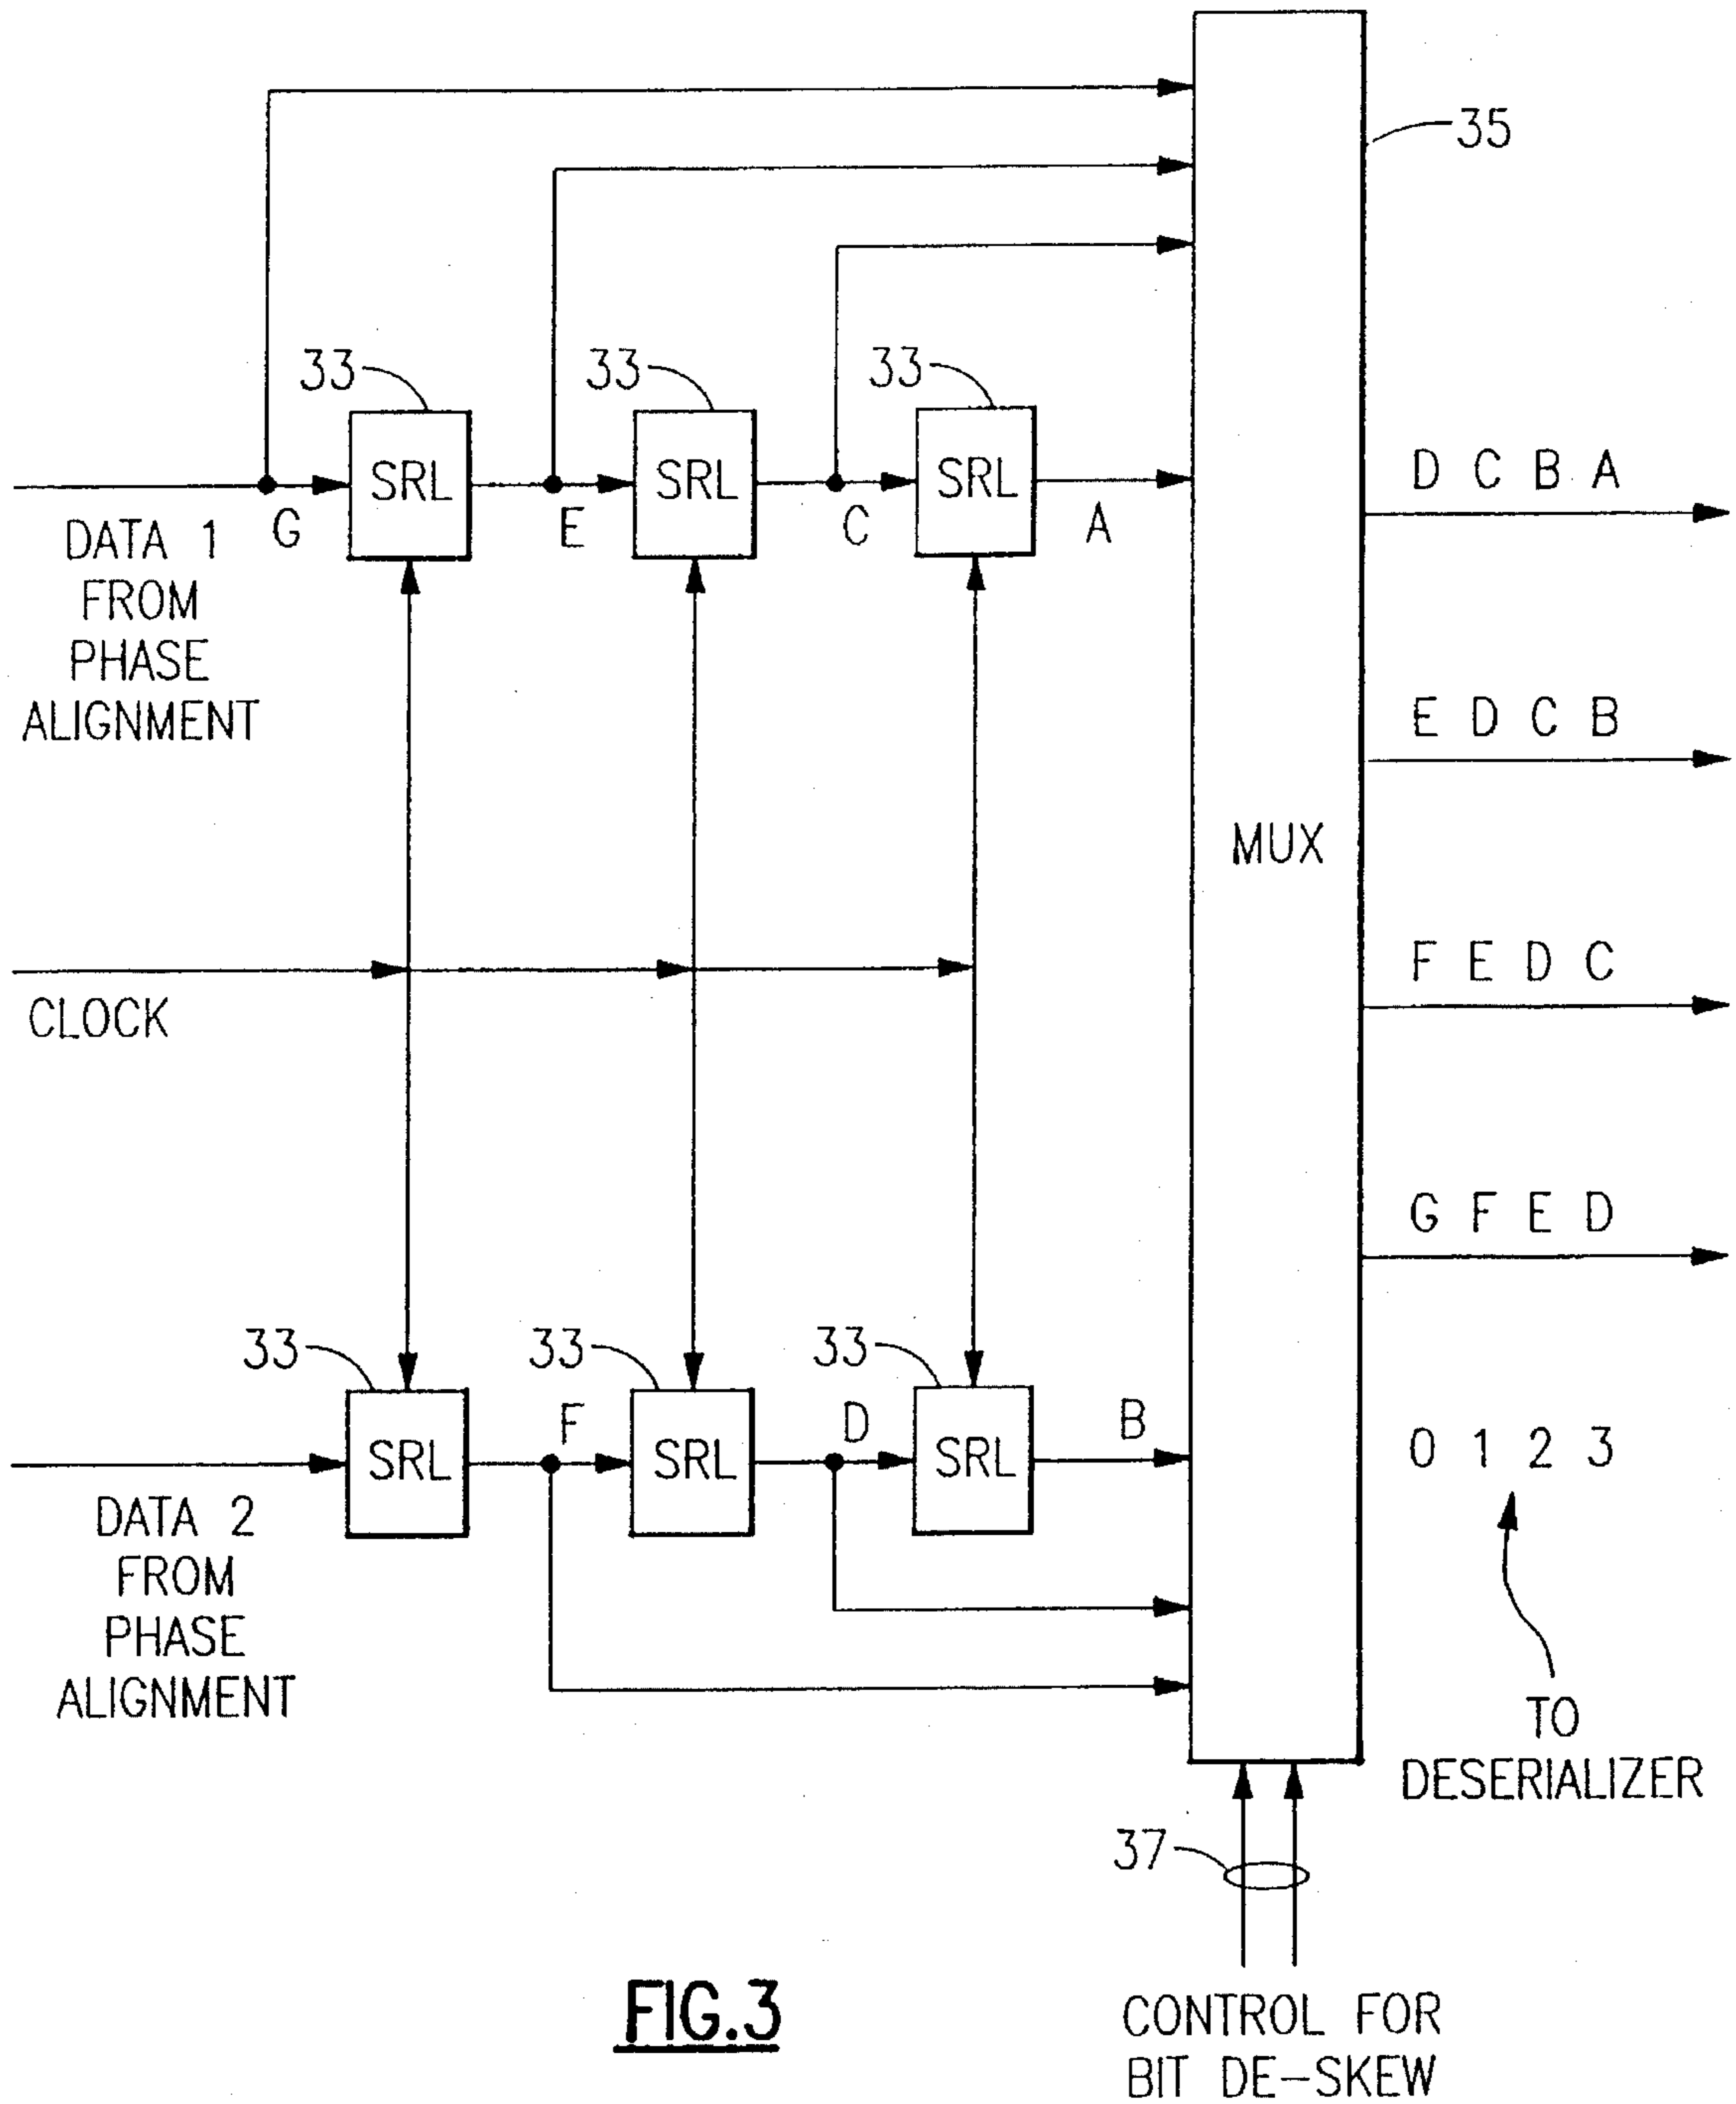 35
33
33
33
SRL
SRL
SRL
D C B A
G
E
C
A
DATA 1
FROM
PHASE
ALIGNMENT
E D C B
MUX
F E D C
CLOCK
G F E D
33
33
33
F
D
B
SRL
SRL
SRL
0 1 2 3
DATA 2
FROM
PHASE
ALIGNMENT
TO
DESERIALIZER
37
CONTROL FOR
BIT DE-SKEW
FIG.3